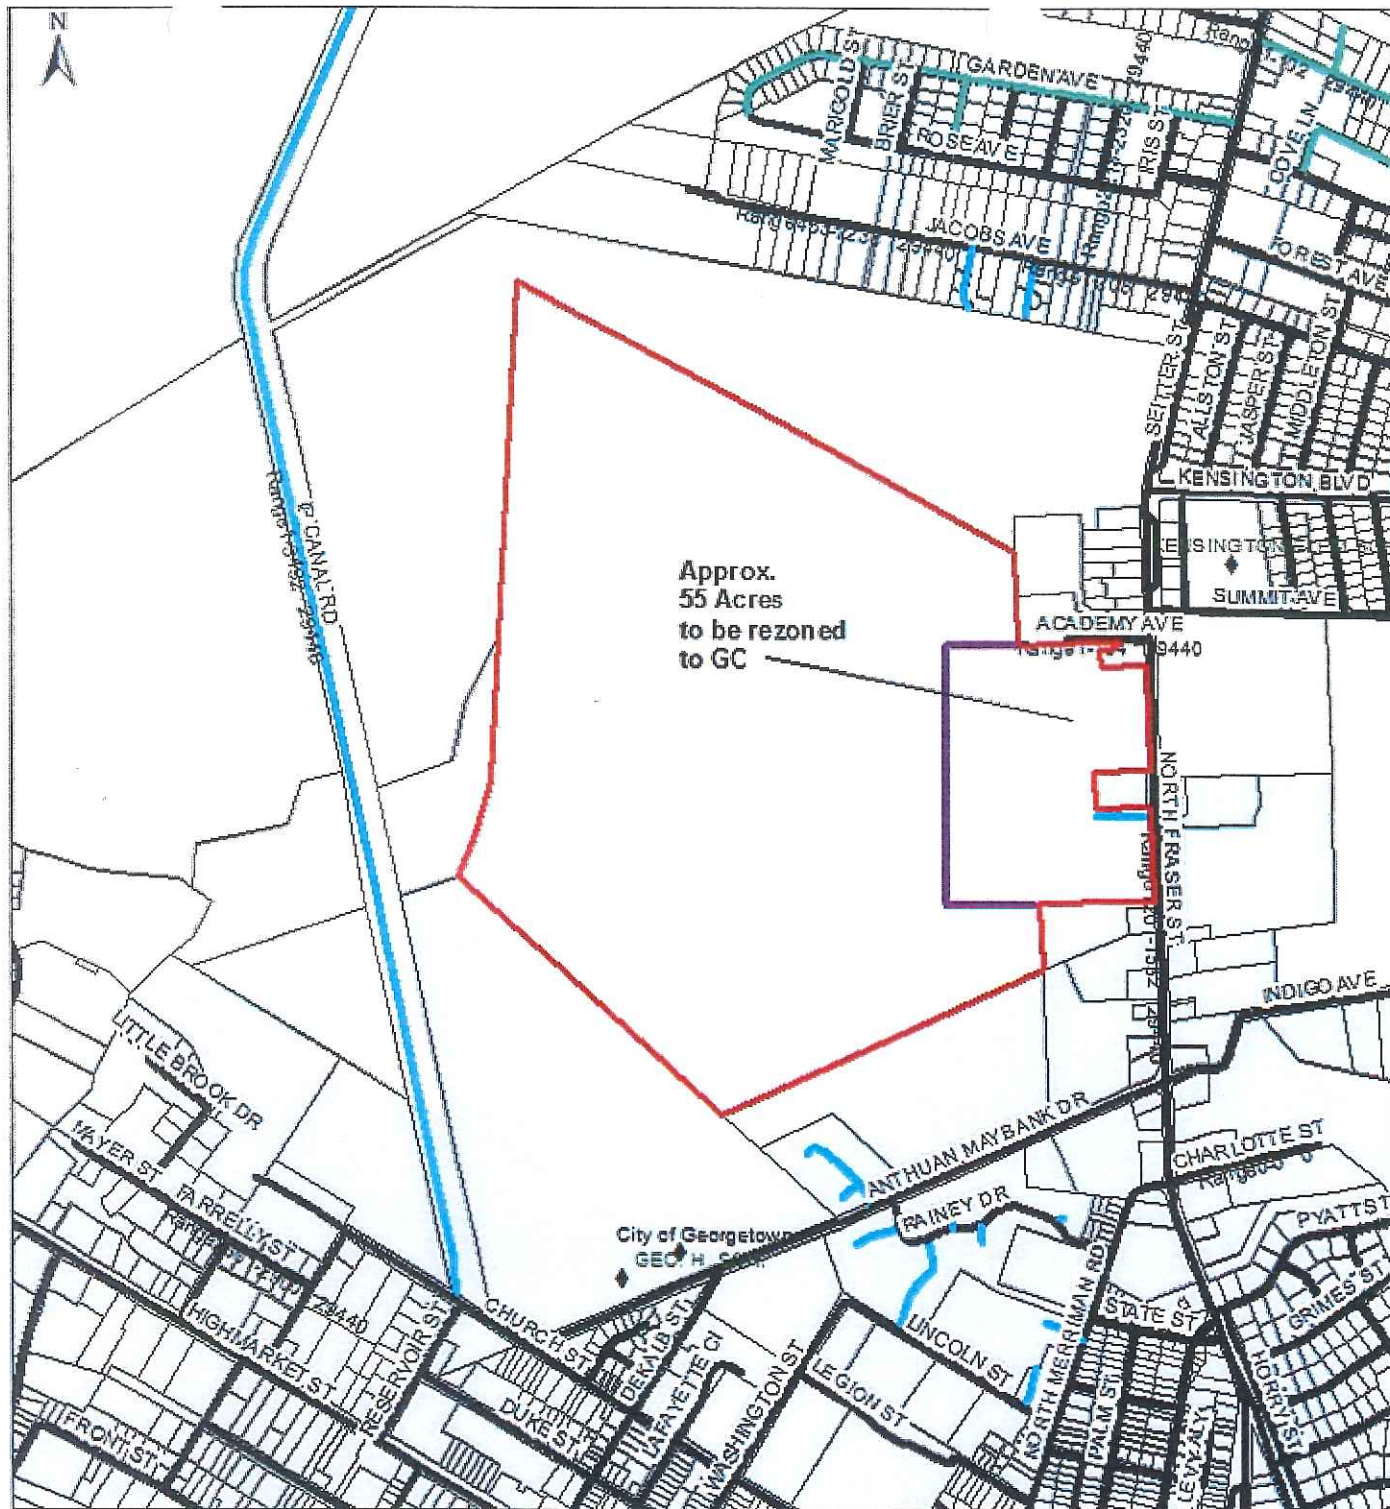 N
GARDEN AVE
MARIGOLD ST
BRIER ST
ROSE AVE
IRIS ST
29440
COVE LN
JACOBS AVE
FOREST AV
SEITTER ST
ALLSTON ST
JASPER ST
MIDDLETON ST
KENSINGTON BLVD
SUMMIT AVE
Approx.
55 Acres
to be rezoned
to GC
ACADEMY AVE
CANAL RD
NORTH FRASER ST
INDIGO AVE
LITTLE BROOK DR
MAYER ST
FARRELLY ST
ANTHUAN MAYBANK DR
CHARLOTTE ST
RAINEY DR
PYATT ST
City of Georgetown
GRIMES ST
STATE ST
HIGHMARKET ST
RESERVOIR ST
CHURCH ST
DEKALB ST
LAFAYETTE CI
WASHINGTON ST
LINCOLN ST
LEGION ST
NORTH MERRIMAN RD
PALM ST
HORRY ST
DUKE ST
FRONT ST